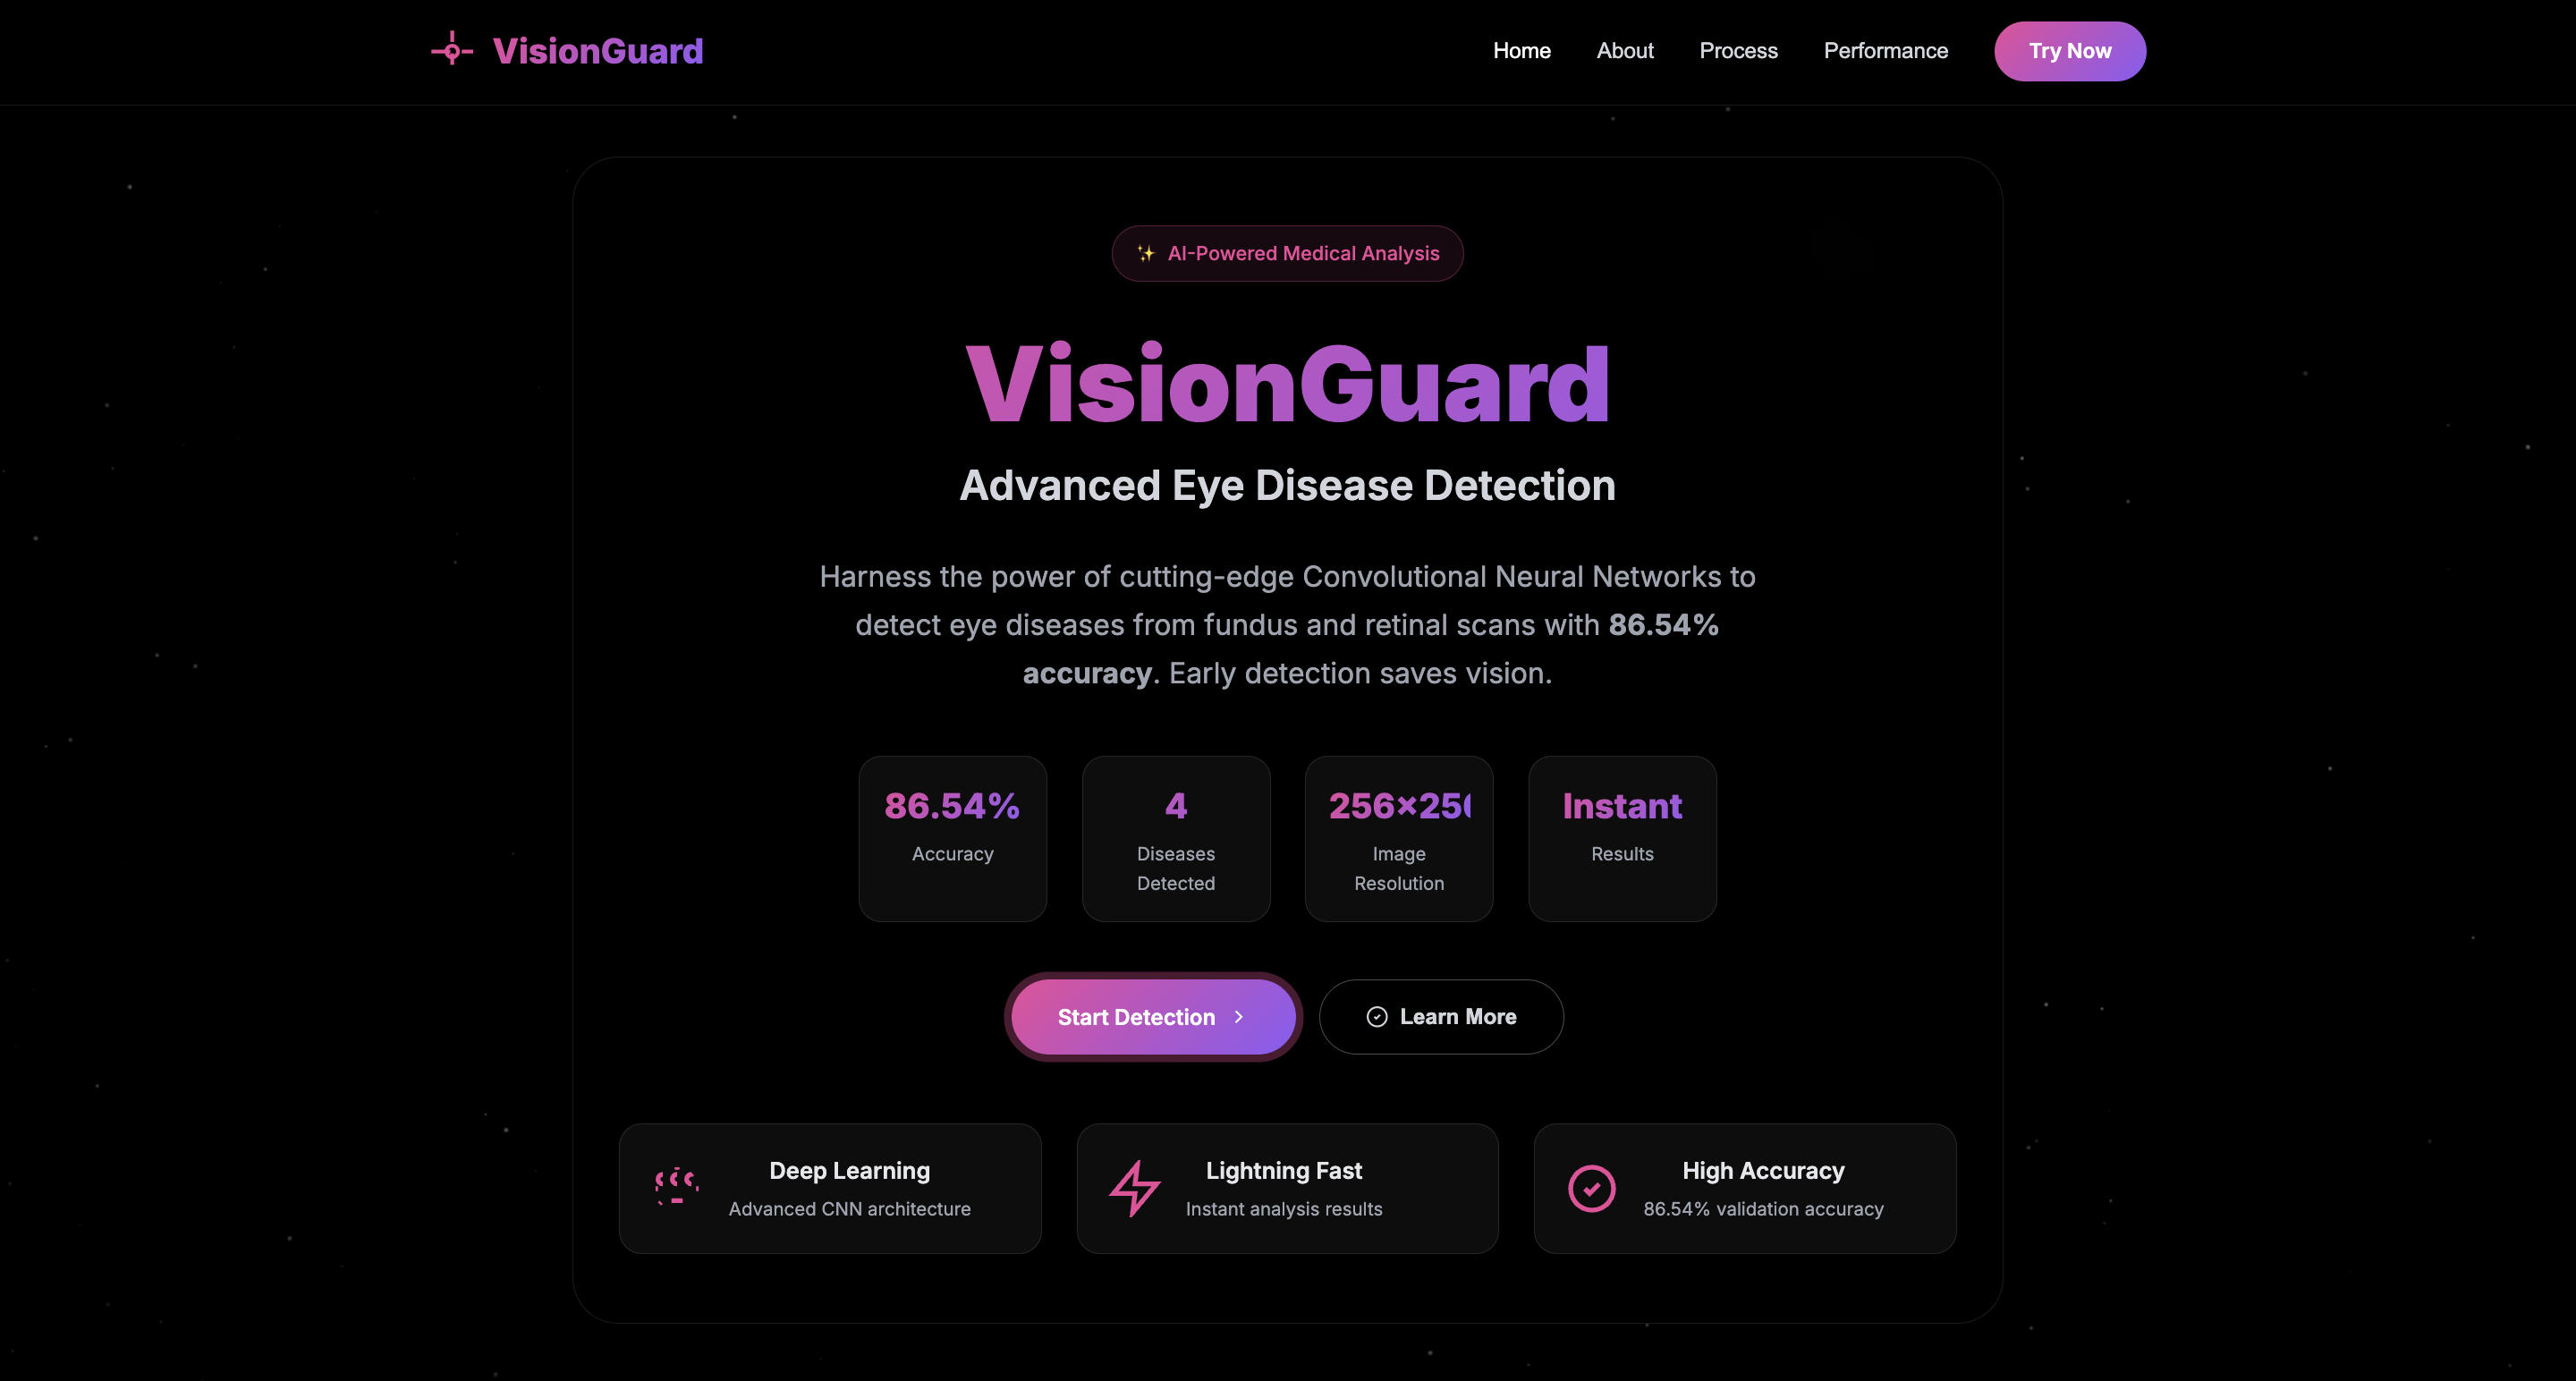 VisionGuard
Home
About
Process
Performance
Try Now
AI-Powered Medical Analysis
VisionGuard
Advanced Eye Disease Detection
Harness the power of cutting-edge Convolutional Neural Networks to
detect eye diseases from fundus and retinal scans with 86.54%
accuracy. Early detection saves vision.
86.54%
Accuracy
4
Diseases
Detected
256×25
Image
Resolution
Instant
Results
Start Detection
Learn More
Deep Learning
Advanced CNN architecture
Lightning Fast
Instant analysis results
High Accuracy
86.54% validation accuracy